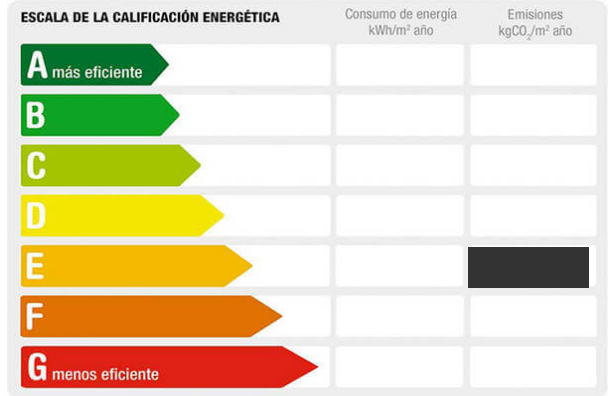 ESCALA DE LA CALIFICACIÓN ENERGÉTICA
Consumo de energía
kWh/m² año
Emisiones
kgCO₂/m² año
A más eficiente
B
C
D
E
F
G menos eficiente